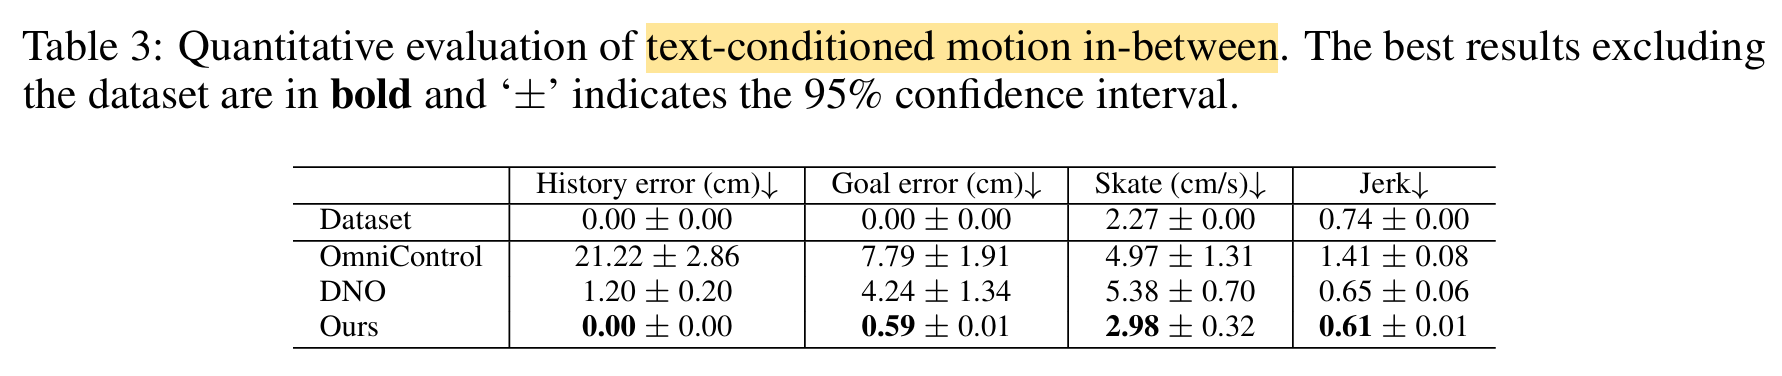 Table 3: Quantitative evaluation of text-conditioned motion in-between. The best results excluding
the dataset are in bold and ‘±’ indicates the 95% confidence interval.
History error (cm)↓ Goal error (cm)↓ Skate (cm/s)↓ Jerk↓
Dataset 0.00 ± 0.00 0.00 ± 0.00 2.27 ± 0.00 0.74 ± 0.00
OmniControl 21.22 ± 2.86 7.79 ± 1.91 4.97 ± 1.31 1.41 ± 0.08
DNO 1.20 ± 0.20 4.24 ± 1.34 5.38 ± 0.70 0.65 ± 0.06
Ours 0.00 ± 0.00 0.59 ± 0.01 2.98 ± 0.32 0.61 ± 0.01